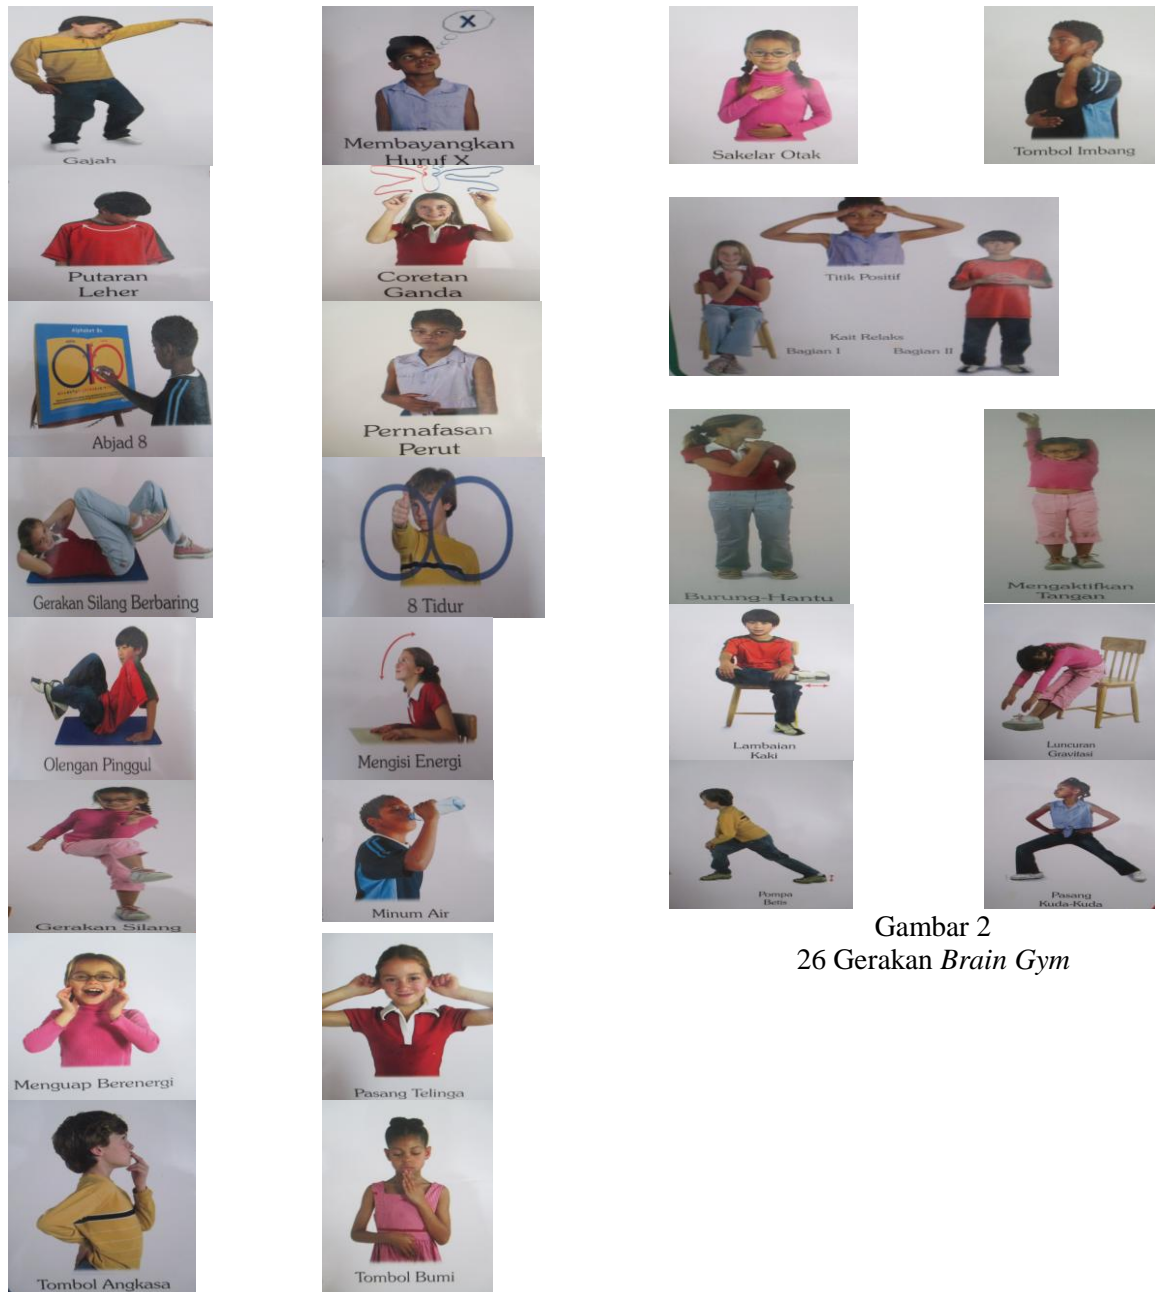 Gajah
Putaran
Leher
Abjad 8
Gerakan Silang Berbaring
Olengan Pinggul
Gerakan Silang
Menguap Berenergi
Tombol Angkasa
X
Membayangkan
Huruf X
Coretan
Ganda
Pernafasan
Perut
8 Tidur
Mengisi Energi
Minum Air
Pasang Telinga
Tombol Bumi
Sakelar Otak
Tombol Imbang
Titik Positif
Kait Relaks
Bagian I Bagian II
Burung-Hantu
Mengaktifkan
Tangan
Lambaian
Kaki
Luncuran
Gravitasi
Pompa
Betis
Pasang
Kuda-Kuda
Gambar 2
26 Gerakan Brain Gym